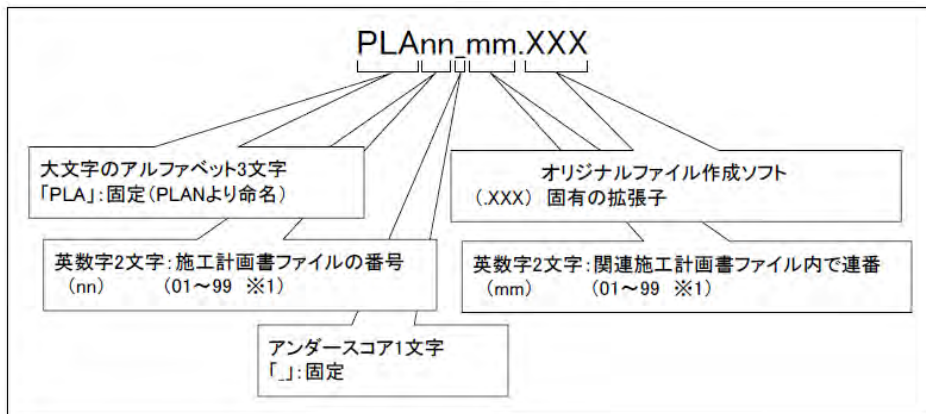 PLAnn_mm.XXX
大文字のアルファベット3文字
「PLA」:固定(PLANより命名)
オリジナルファイル作成ソフト
(.XXX) 固有の拡張子
英数字2文字:施工計画書ファイルの番号
(nn) (01~99 ※1)
英数字2文字:関連施工計画書ファイル内で連番
(mm) (01~99 ※1)
アンダースコア1文字
「_」:固定